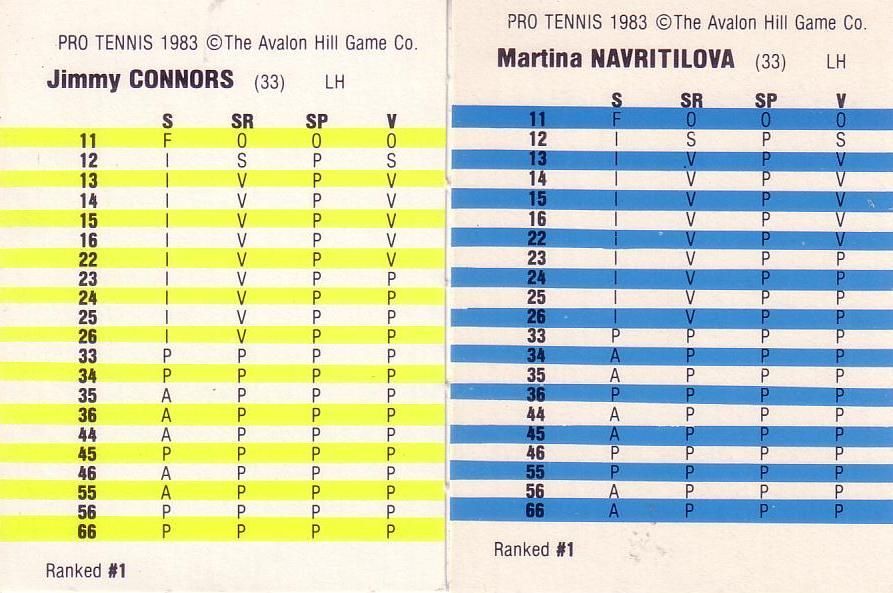 PRO TENNIS 1983 ©The Avalon Hill Game Co.
Jimmy CONNORS (33) LH
S SR SP V
11 F O O O
12 I S P S
13 I V P V
14 I V P V
15 I V P V
16 I V P V
22 I V P V
23 I V P P
24 I V P P
25 I V P P
26 I V P P
33 P P P P
34 P P P P
35 A P P P
36 A P P P
44 A P P P
45 P P P P
46 A P P P
55 A P P P
56 P P P P
66 P P P P
Ranked #1
PRO TENNIS 1983 ©The Avalon Hill Game Co.
Martina NAVRITILOVA (33) LH
S SR SP V
11 F O O O
12 I S P S
13 I V P V
14 I V P V
15 I V P V
16 I V P V
22 I V P V
23 I V P P
24 I V P P
25 I V P P
26 I V P P
33 P P P P
34 A P P P
35 A P P P
36 P P P P
44 A P P P
45 A P P P
46 P P P P
55 P P P P
56 A P P P
66 A P P P
Ranked #1